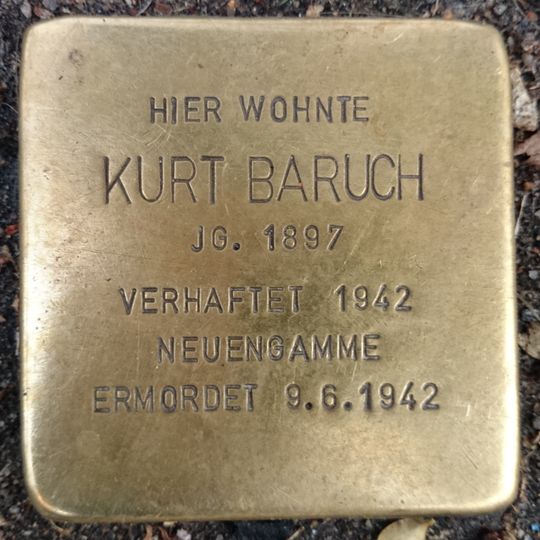 HIER WOHNTE
KURT BARUCH
JG. 1897
VERHAFTET 1942
NEUENGAMME
ERMORDET 9.6.1942